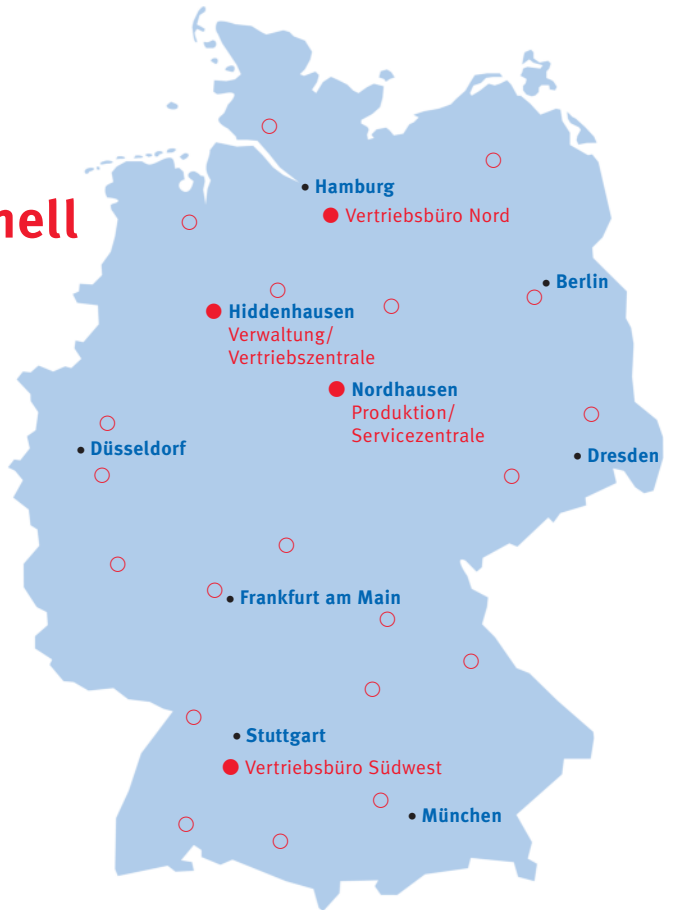 Hamburg
nell
Vertriebsbüro Nord
Berlin
Hiddenhausen
Verwaltung/
Vertriebszentrale
Nordhausen
Produktion/
Servicezentrale
Düsseldorf
Dresden
Frankfurt am Main
Stuttgart
Vertriebsbüro Südwest
München